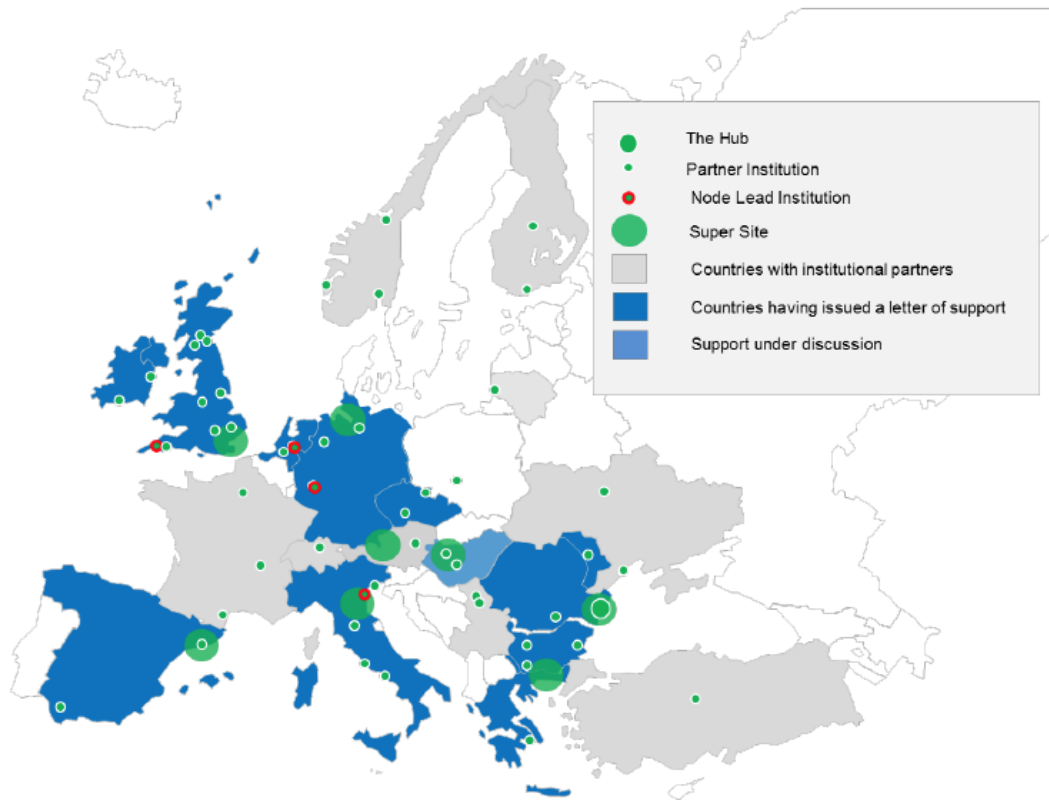 The Hub
Partner Institution
Node Lead Institution
Super Site
Countries with institutional partners
Countries having issued a letter of support
Support under discussion